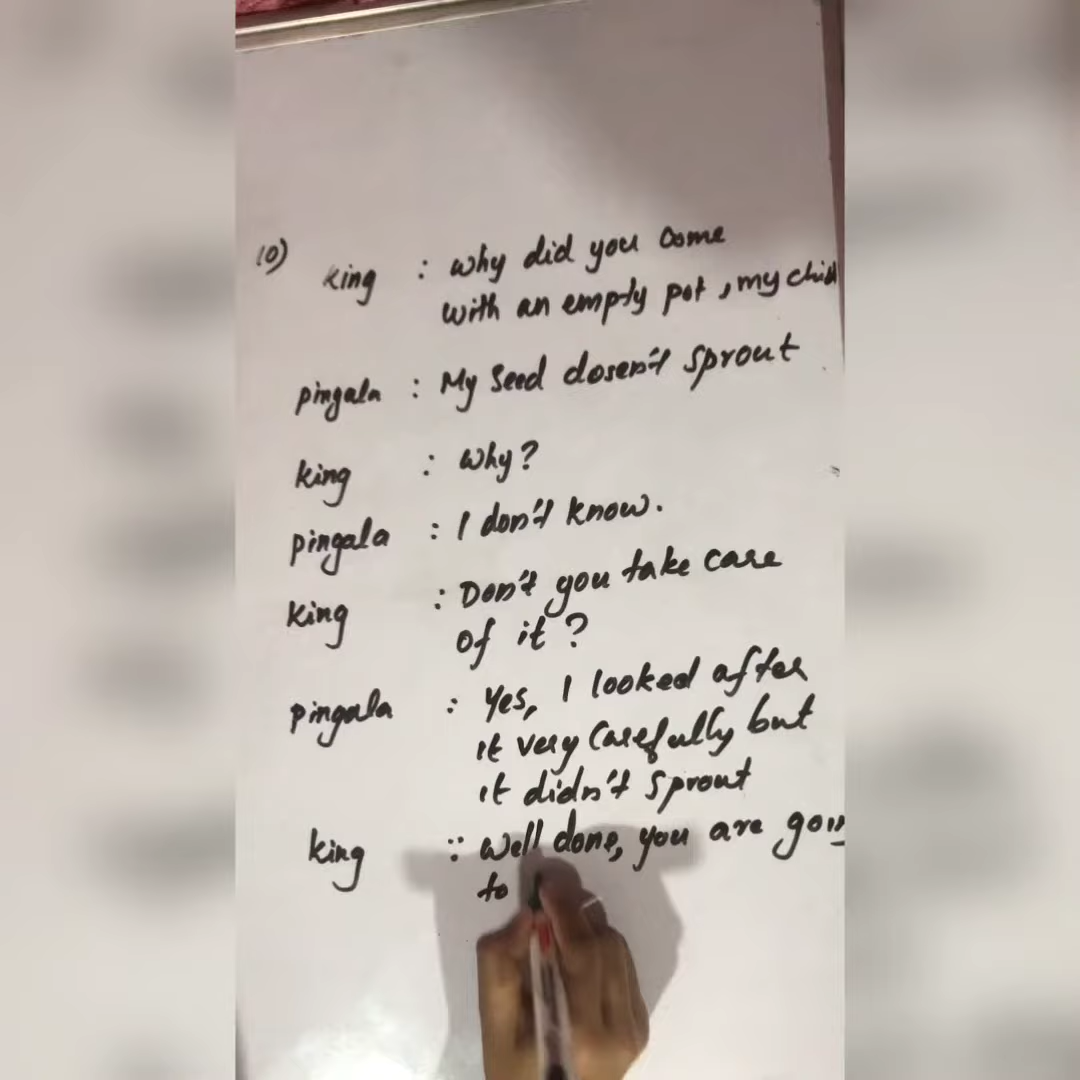 10) King : why did you come
with an empty pot, my child
pingala : My Seed dosen't sprout
king : why?
pingala : I don't know.
king : Don't you take care
of it?
pingala : Yes, I looked after
it very carefully but
it didn't sprout
king : well done, you are goin
to